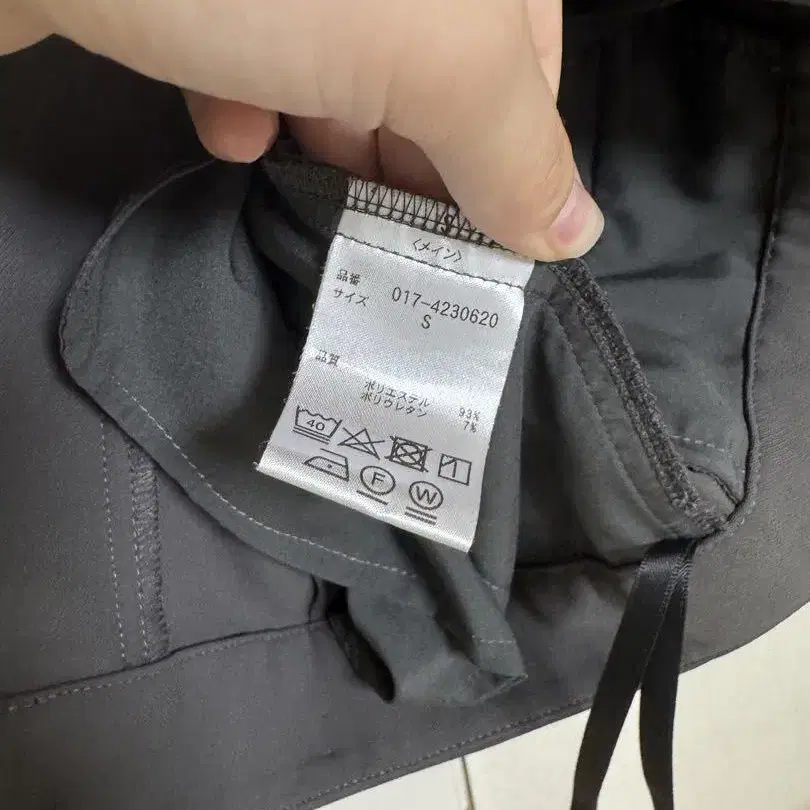 〈メイン〉
品番 017-4230620
サイズ S
品質
ポリエステル 93%
ポリウレタン 7%
40
F W